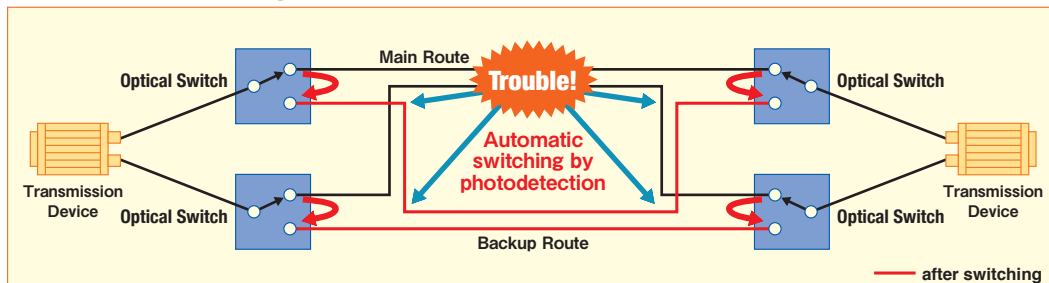 Main Route
Trouble!
Optical Switch
Optical Switch
Automatic
switching by
photodetection
Transmission
Device
Optical Switch
Optical Switch
Transmission
Device
Backup Route
after switching